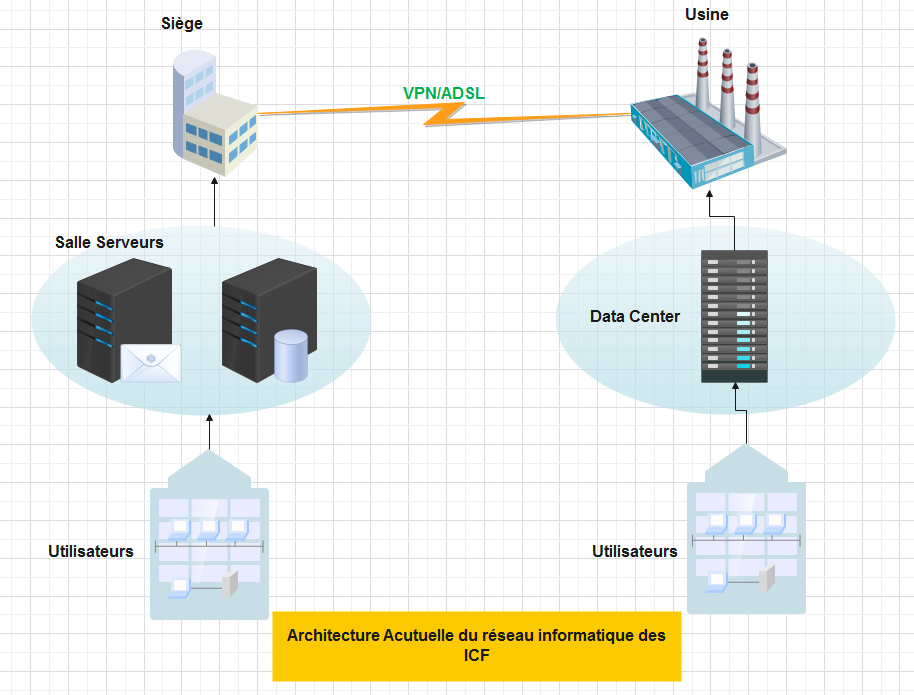 Siège
Usine
VPN/ADSL
Salle Serveurs
Data Center
Utilisateurs
Utilisateurs
Architecture Acutuelle du réseau informatique des
ICF